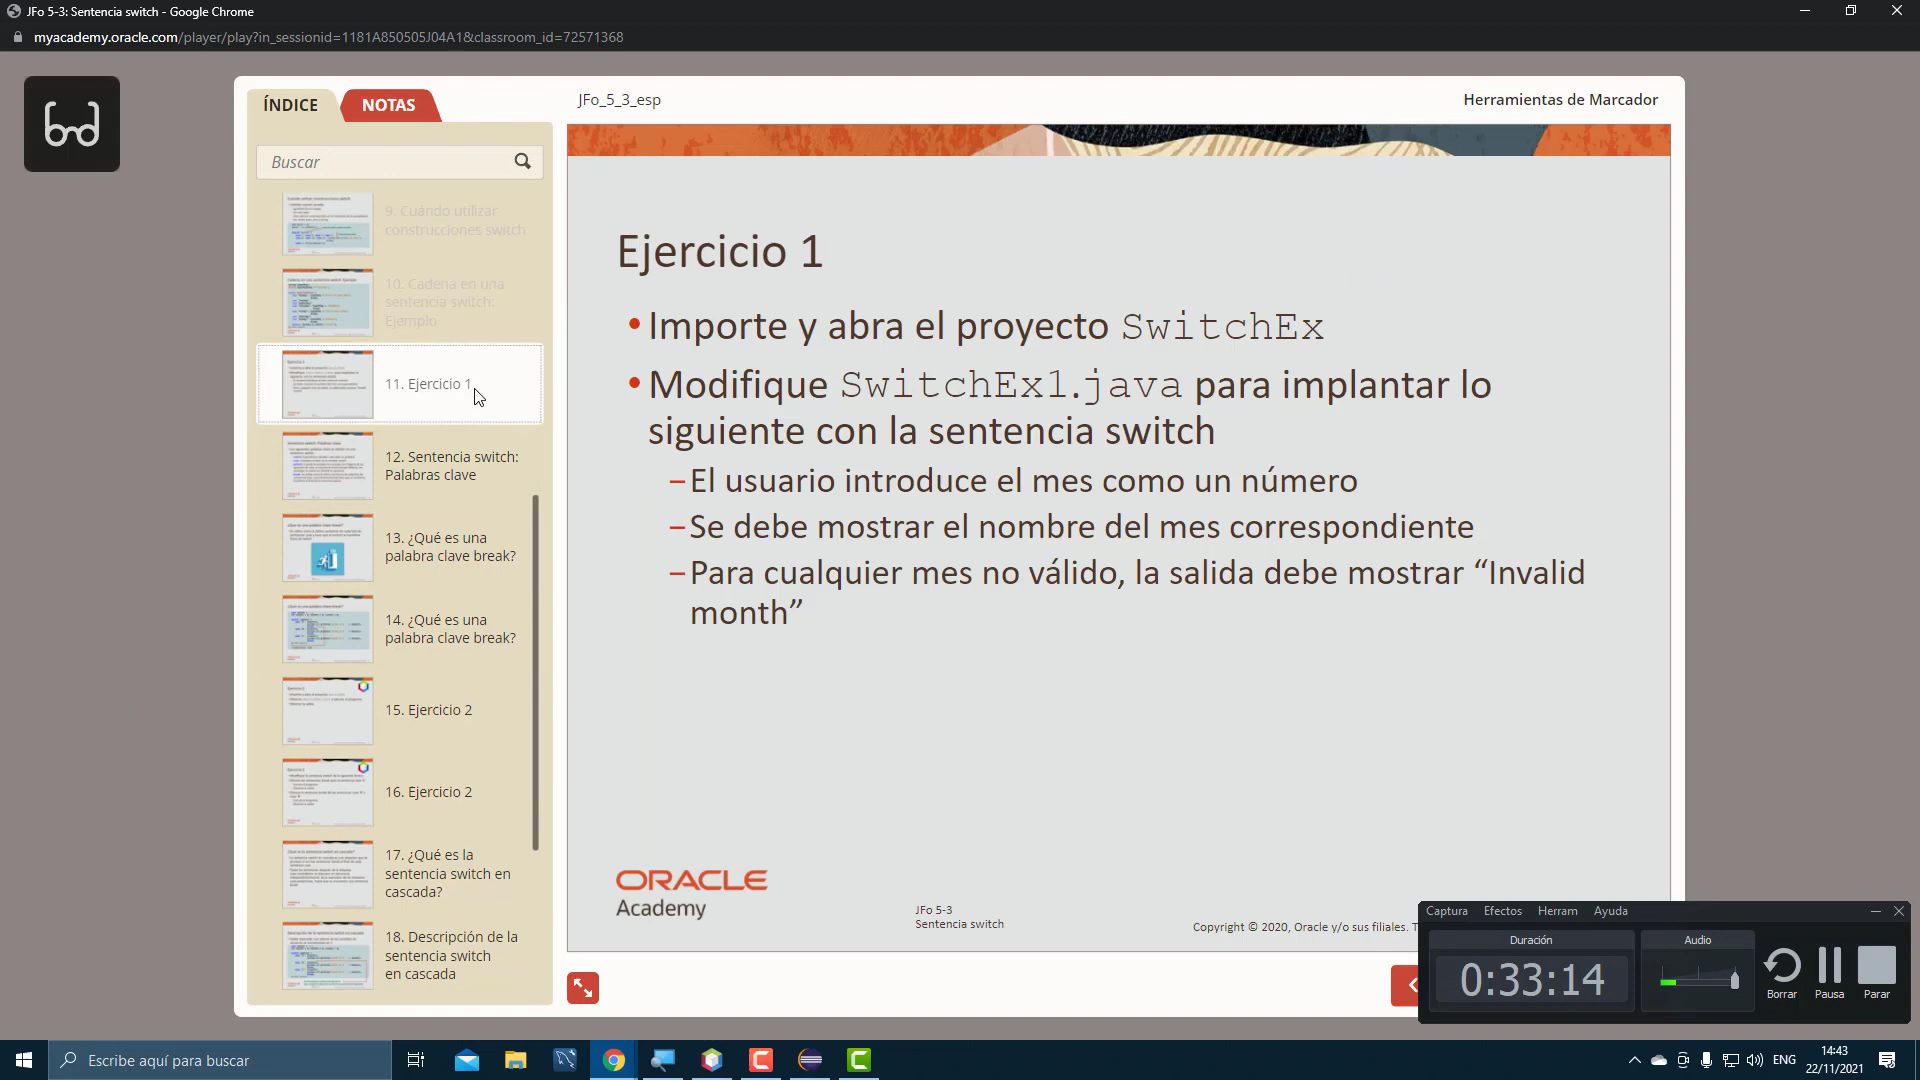 JFo 5-3: Sentencia switch - Google Chrome
myacademy.oracle.com/player/play?in_sessionid=1181A850505J04A1&classroom_id=72571368
ÍNDICE
NOTAS
JFo_5_3_esp
Herramientas de Marcador
Buscar
9. Cuándo utilizar
construcciones switch
10. Cadena en una
sentencia switch:
Ejemplo
11. Ejercicio 1
12. Sentencia switch:
Palabras clave
13. ¿Qué es una
palabra clave break?
14. ¿Qué es una
palabra clave break?
15. Ejercicio 2
16. Ejercicio 2
17. ¿Qué es la
sentencia switch en
cascada?
18. Descripción de la
sentencia switch
en cascada
Ejercicio 1
•Importe y abra el proyecto SwitchEx
•Modifique SwitchEx1.java para implantar lo
siguiente con la sentencia switch
–El usuario introduce el mes como un número
–Se debe mostrar el nombre del mes correspondiente
–Para cualquier mes no válido, la salida debe mostrar “Invalid
month”
ORACLE
Academy
JFo 5-3
Sentencia switch
Copyright © 2020, Oracle y/o sus filiales. T
Captura
Efectos
Herram
Ayuda
Duración
0:33:14
Audio
Borrar
Pausa
Parar
Escribe aquí para buscar
ENG
14:43
22/11/2021